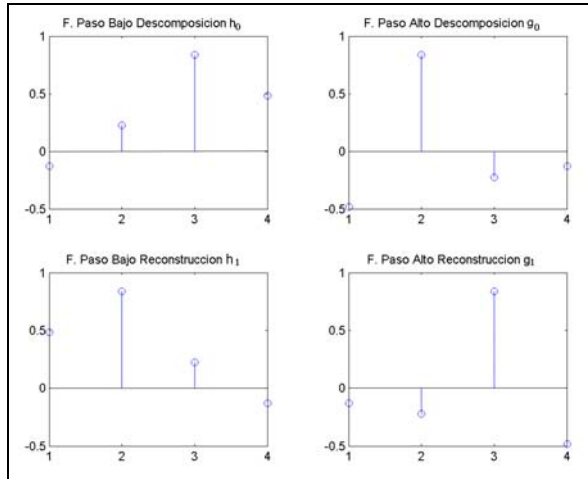 F. Paso Bajo Descomposicion h0
1
0.5
0
-0.5
1 2 3 4
F. Paso Alto Descomposicion g0
1
0.5
0
-0.5
1 2 3 4
F. Paso Bajo Reconstruccion h1
1
0.5
0
-0.5
1 2 3 4
F. Paso Alto Reconstruccion g1
1
0.5
0
-0.5
1 2 3 4